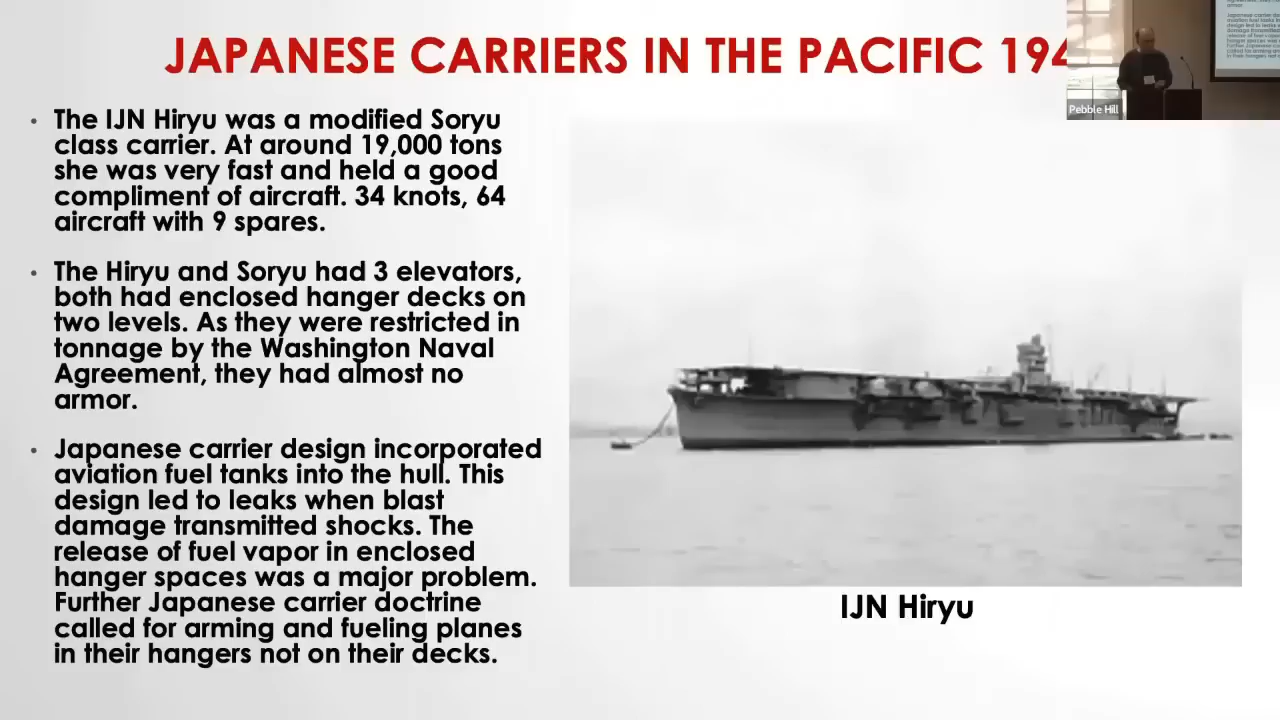 JAPANESE CARRIERS IN THE PACIFIC 194
Pebble Hill
• The IJN Hiryu was a modified Soryu
class carrier. At around 19,000 tons
she was very fast and held a good
compliment of aircraft. 34 knots, 64
aircraft with 9 spares.
• The Hiryu and Soryu had 3 elevators,
both had enclosed hanger decks on
two levels. As they were restricted in
tonnage by the Washington Naval
Agreement, they had almost no
armor.
• Japanese carrier design incorporated
aviation fuel tanks into the hull. This
design led to leaks when blast
damage transmitted shocks. The
release of fuel vapor in enclosed
hanger spaces was a major problem.
Further Japanese carrier doctrine
called for arming and fueling planes
in their hangers not on their decks.
IJN Hiryu